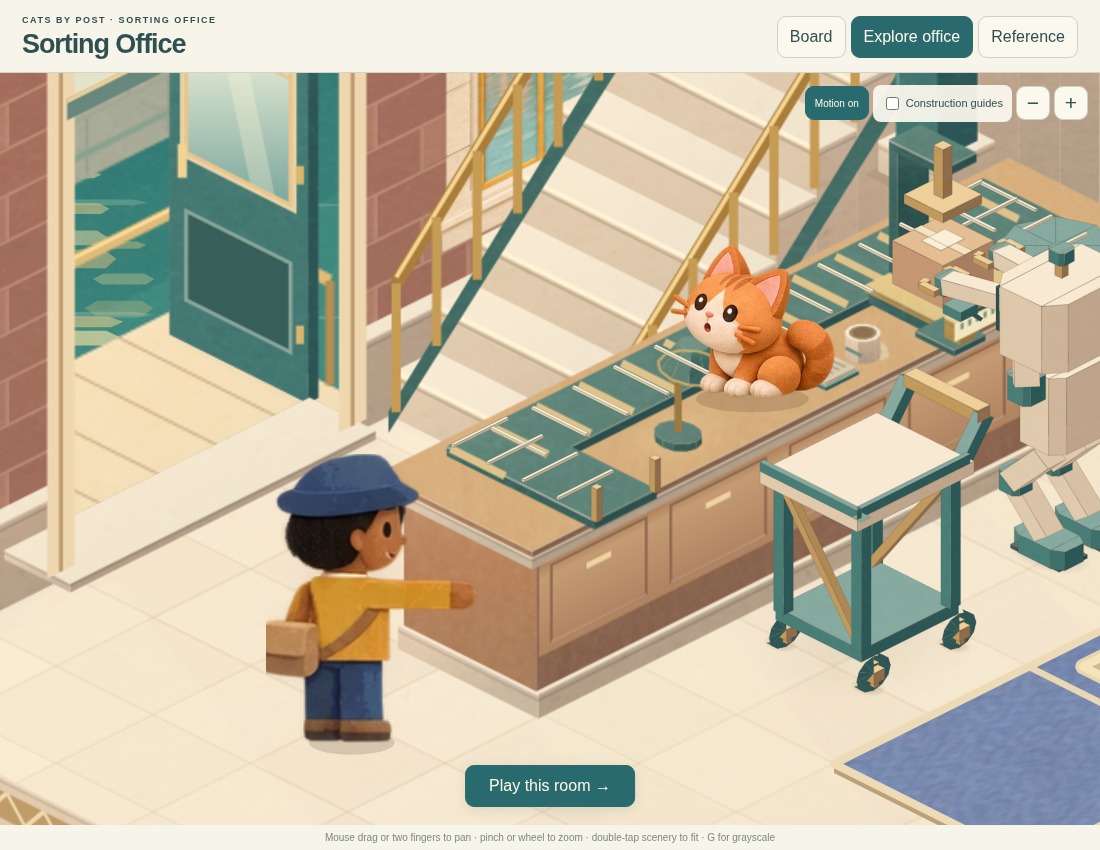 CATS BY POST · SORTING OFFICE
Sorting Office
Board
Explore office
Reference
Motion on
Construction guides
−
+
Play this room →
Mouse drag or two fingers to pan · pinch or wheel to zoom · double-tap scenery to fit · G for grayscale